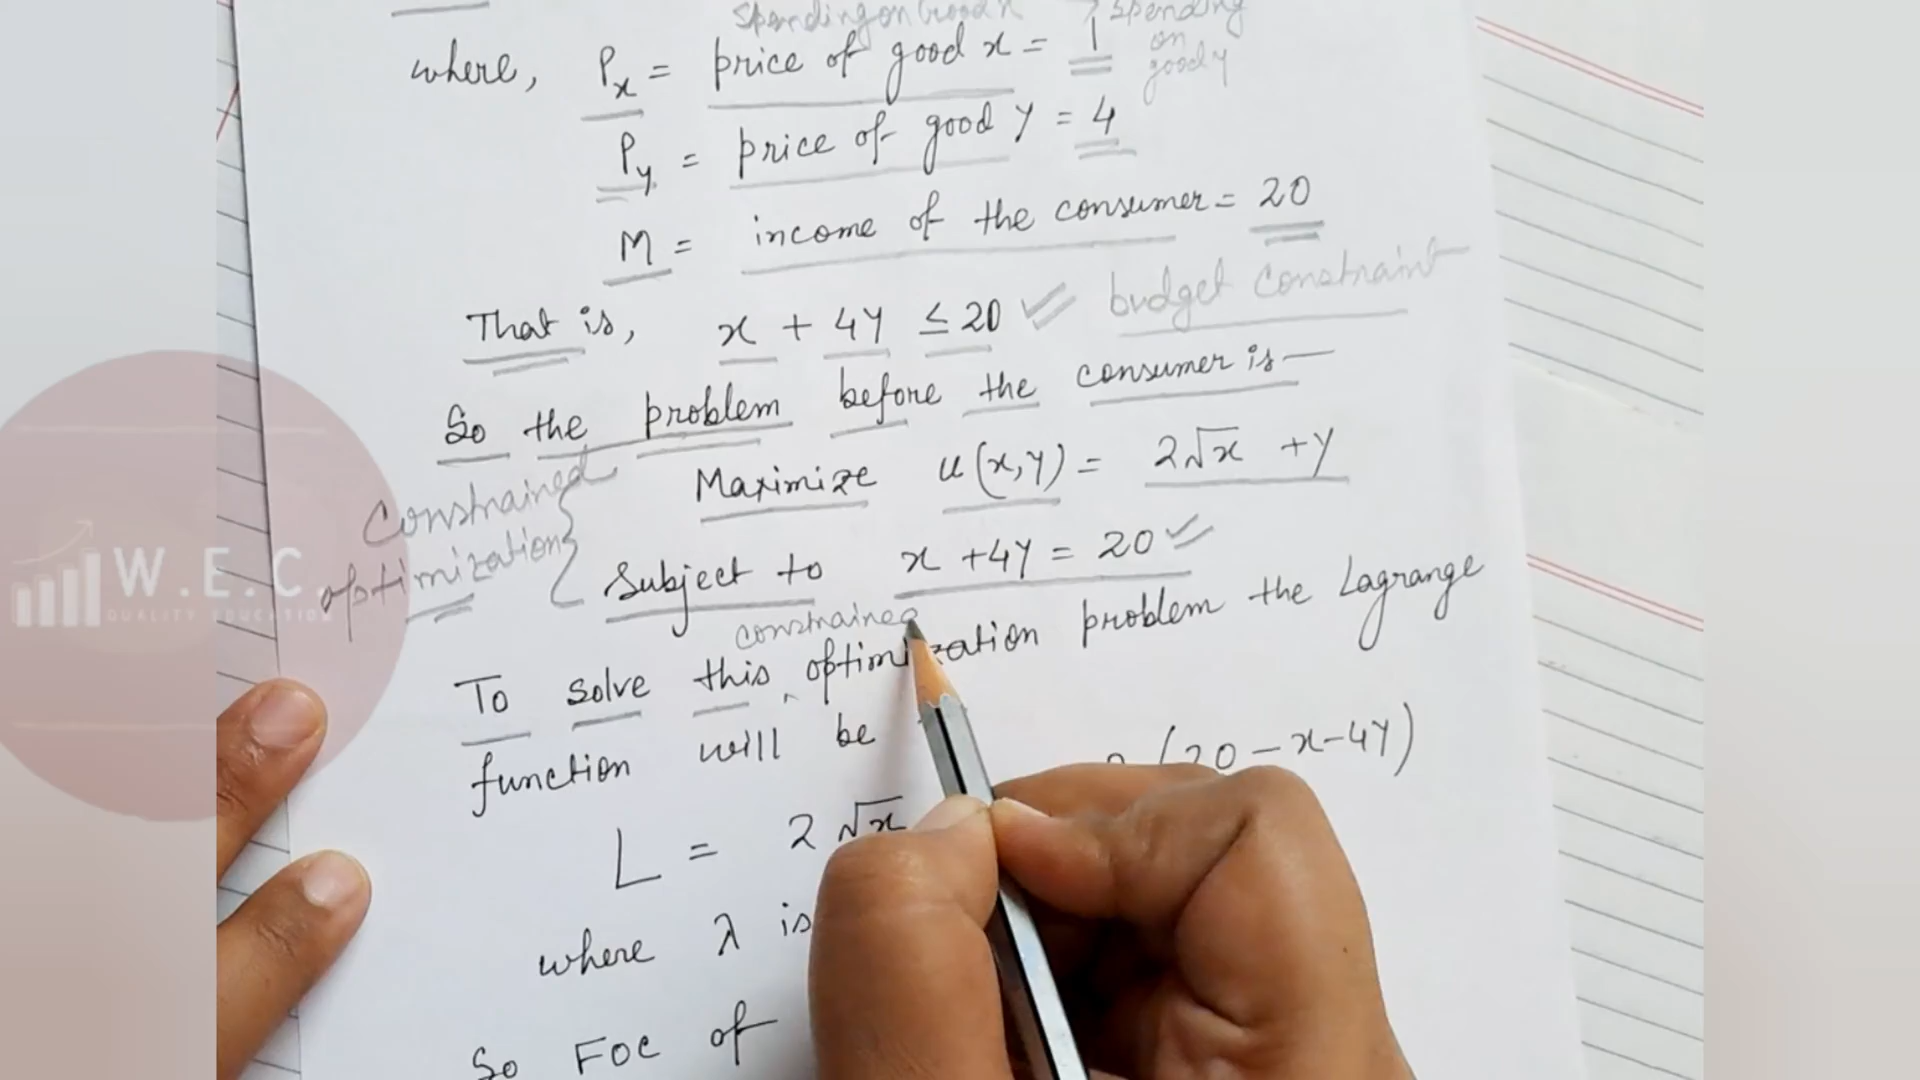 spending on Good x spending
on
good y
where, Px = price of good x = 1
Py = price of good y = 4
M = income of the consumer = 20
That is, x + 4y ≤ 20 budget constraint
So the problem before the consumer is —
Maximize u(x,y) = 2√x + y
Constrained
optimization
Subject to x + 4y = 20
constrained
To solve this optimization problem the Lagrange
function will be
L = 2√x (20 - x - 4y)
where λ is
So FOC of
W.E.C.
QUALITY EDUCATION